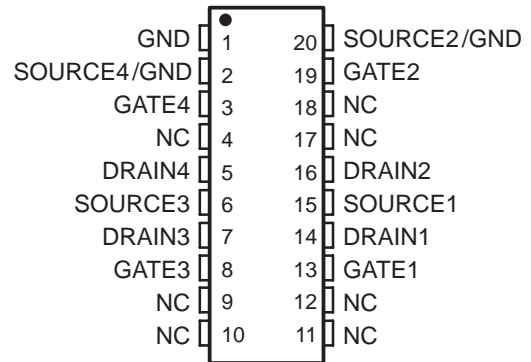 GND 1 20 SOURCE2/GND
SOURCE4/GND 2 19 GATE2
GATE4 3 18 NC
NC 4 17 NC
DRAIN4 5 16 DRAIN2
SOURCE3 6 15 SOURCE1
DRAIN3 7 14 DRAIN1
GATE3 8 13 GATE1
NC 9 12 NC
NC 10 11 NC